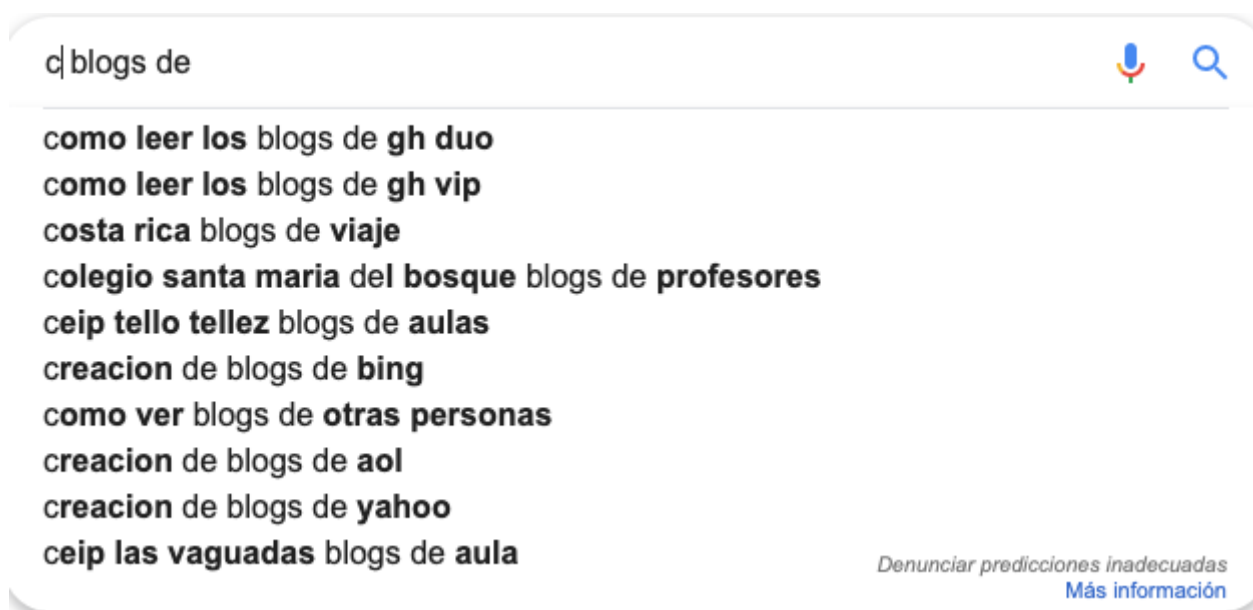 c blogs de
como leer los blogs de gh duo
como leer los blogs de gh vip
costa rica blogs de viaje
colegio santa maria del bosque blogs de profesores
ceip tello tellez blogs de aulas
creacion de blogs de bing
como ver blogs de otras personas
creacion de blogs de aol
creacion de blogs de yahoo
ceip las vaguadas blogs de aula
Denunciar predicciones inadecuadas
Más información